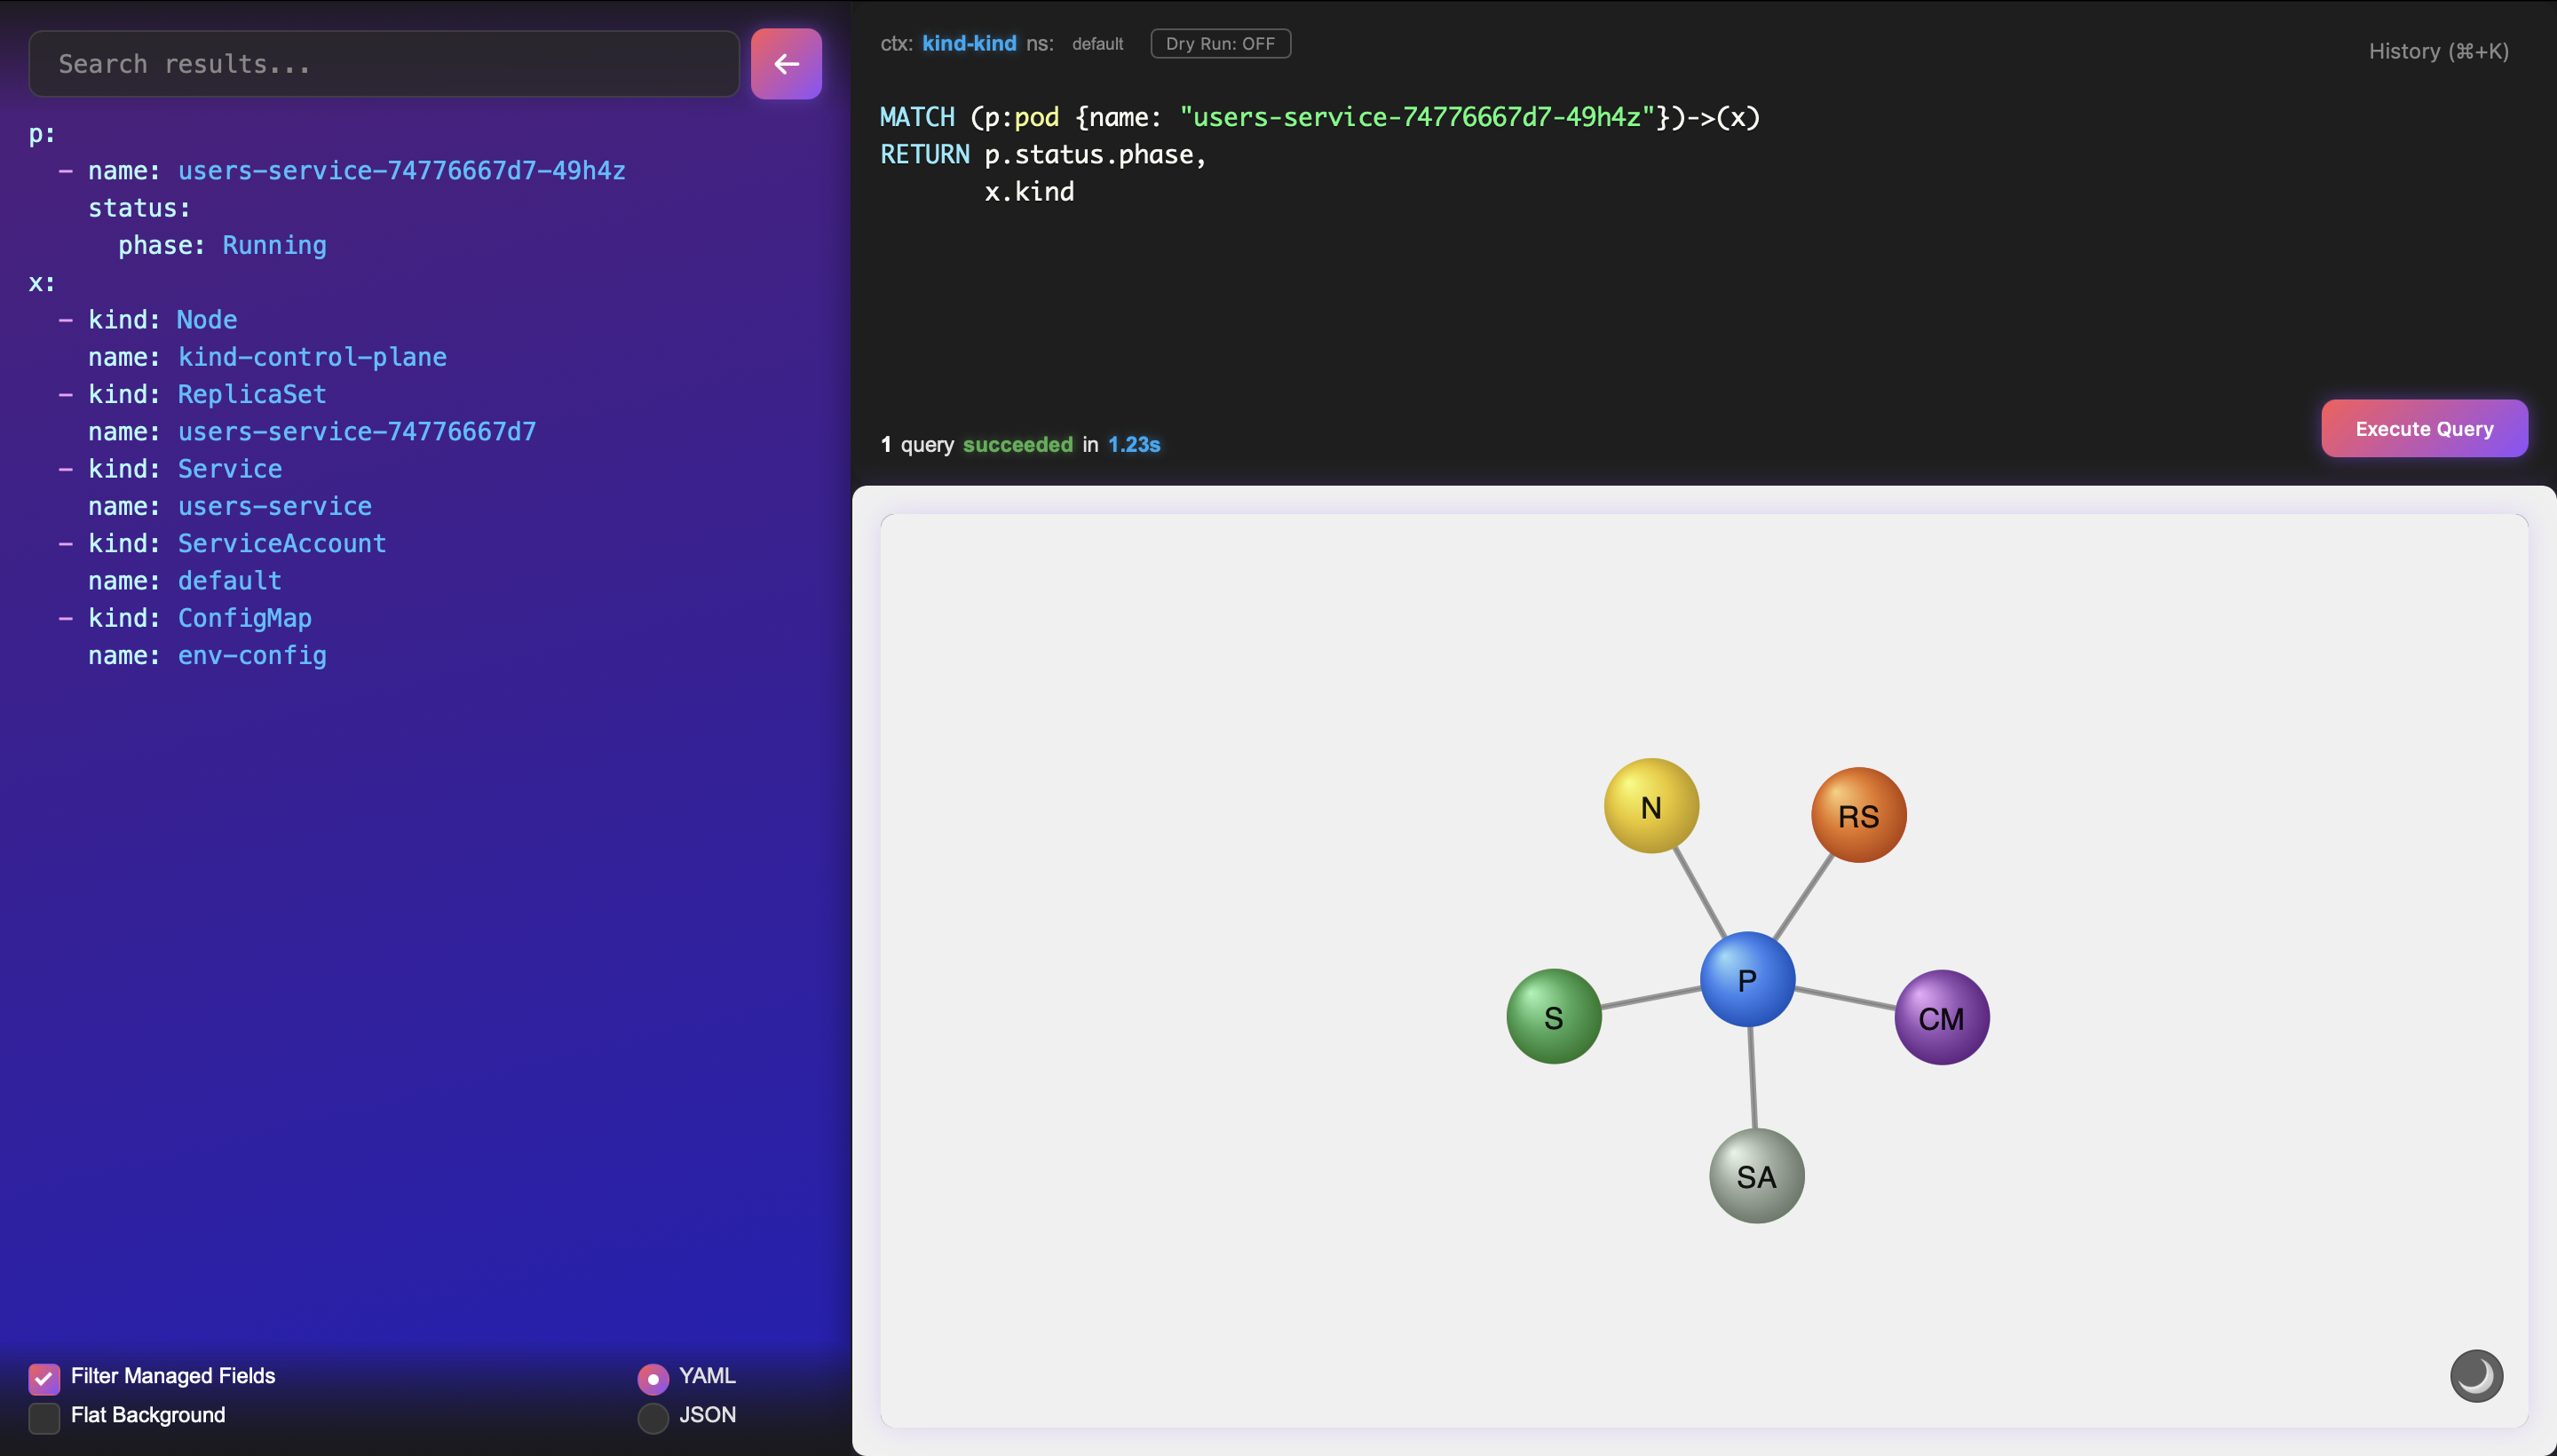 Search results...
p:
- name: users-service-74776667d7-49h4z
status:
phase: Running
x:
- kind: Node
name: kind-control-plane
- kind: ReplicaSet
name: users-service-74776667d7
- kind: Service
name: users-service
- kind: ServiceAccount
name: default
- kind: ConfigMap
name: env-config
Filter Managed Fields
Flat Background
YAML
JSON
ctx: kind-kind ns: default Dry Run: OFF
History (⌘+K)
MATCH (p:pod {name: "users-service-74776667d7-49h4z"})->(x)
RETURN p.status.phase,
x.kind
1 query succeeded in 1.23s
Execute Query
N
RS
P
S
CM
SA